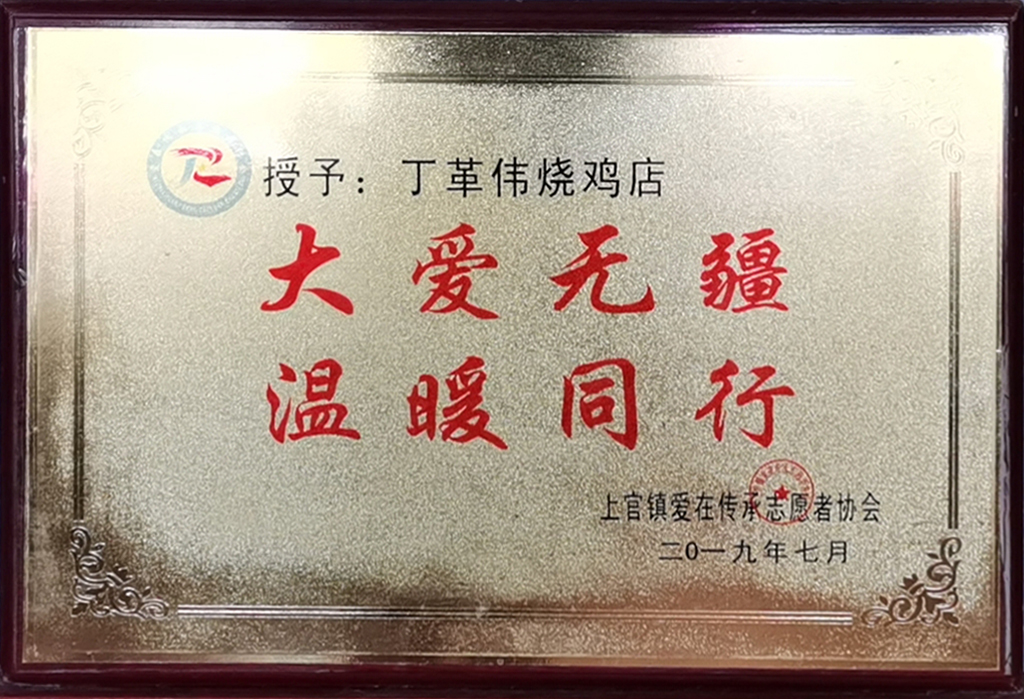 授予：丁革伟烧鸡店
大爱无疆
温暖同行
上官镇爱在传承志愿者协会
二0一九年七月